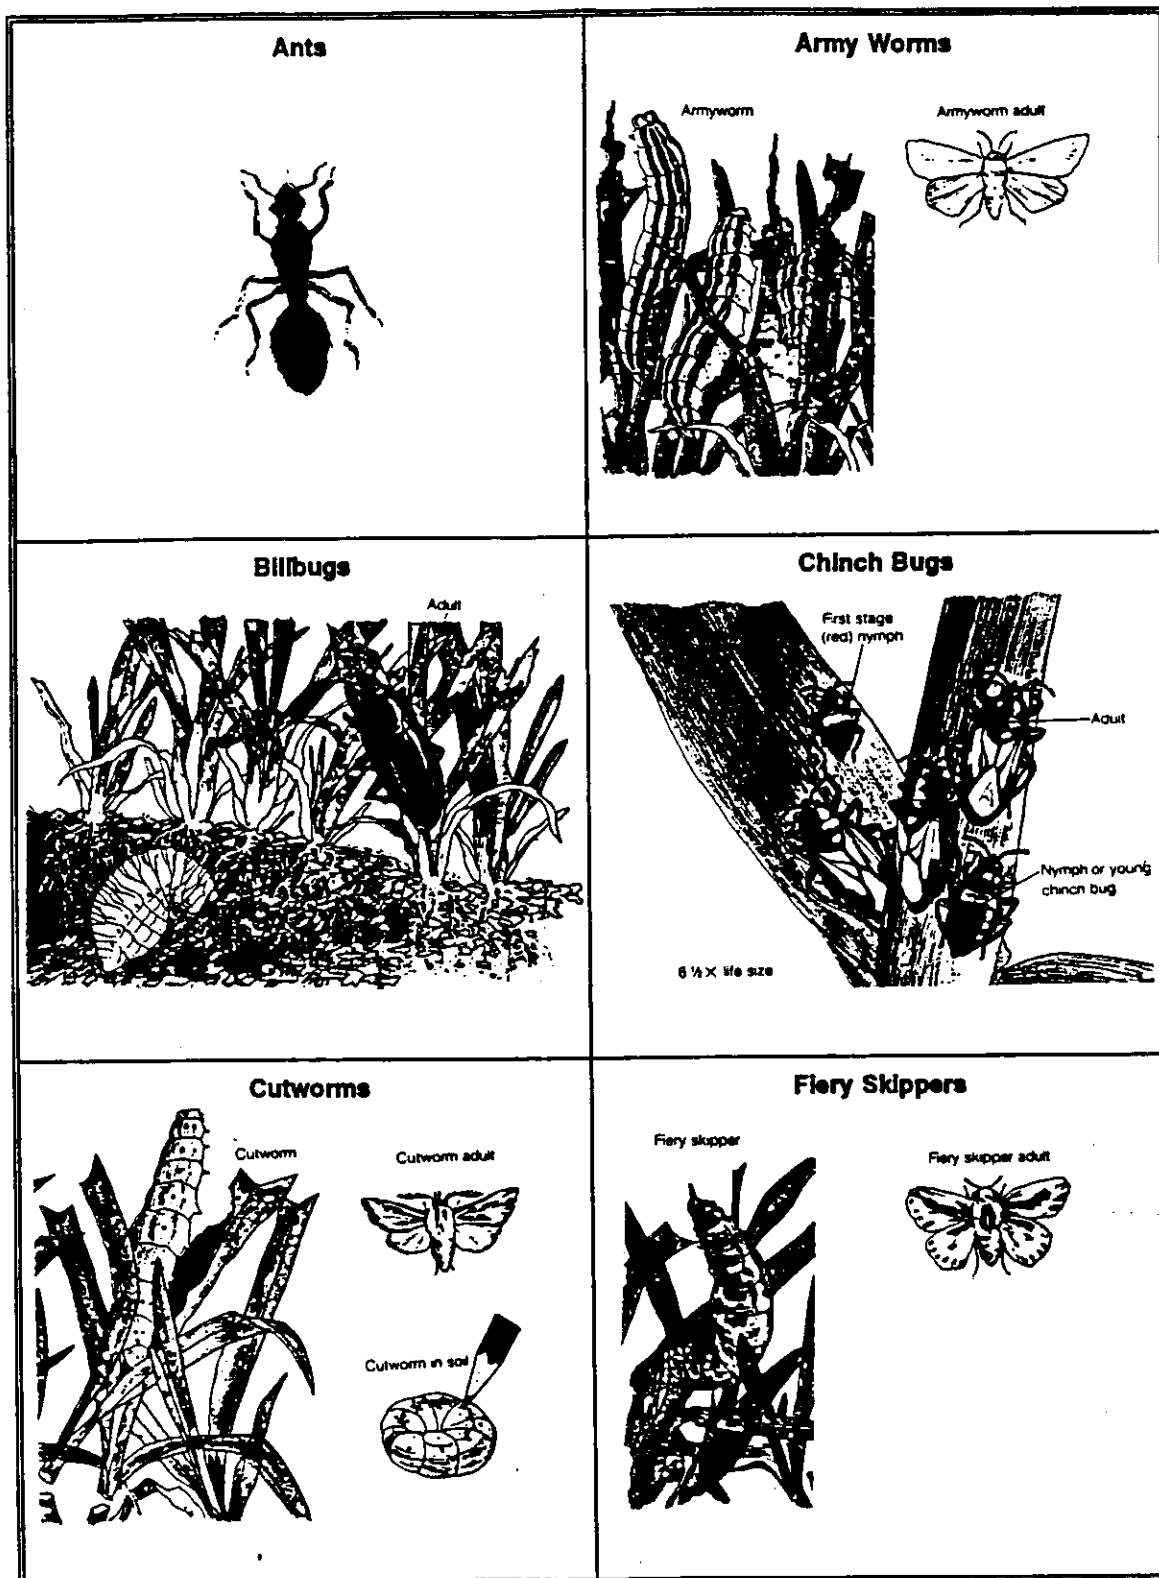 Ants
Army Worms
Armyworm
Armyworm adult
Billbugs
Adult
Chinch Bugs
First stage
(red) nymph
Adult
Nymph or young
chincn bug
6 ½ X life size
Cutworms
Cutworm
Cutworm adult
Cutworm in soil
Fiery Skippers
Fiery skipper
Fiery skipper adult